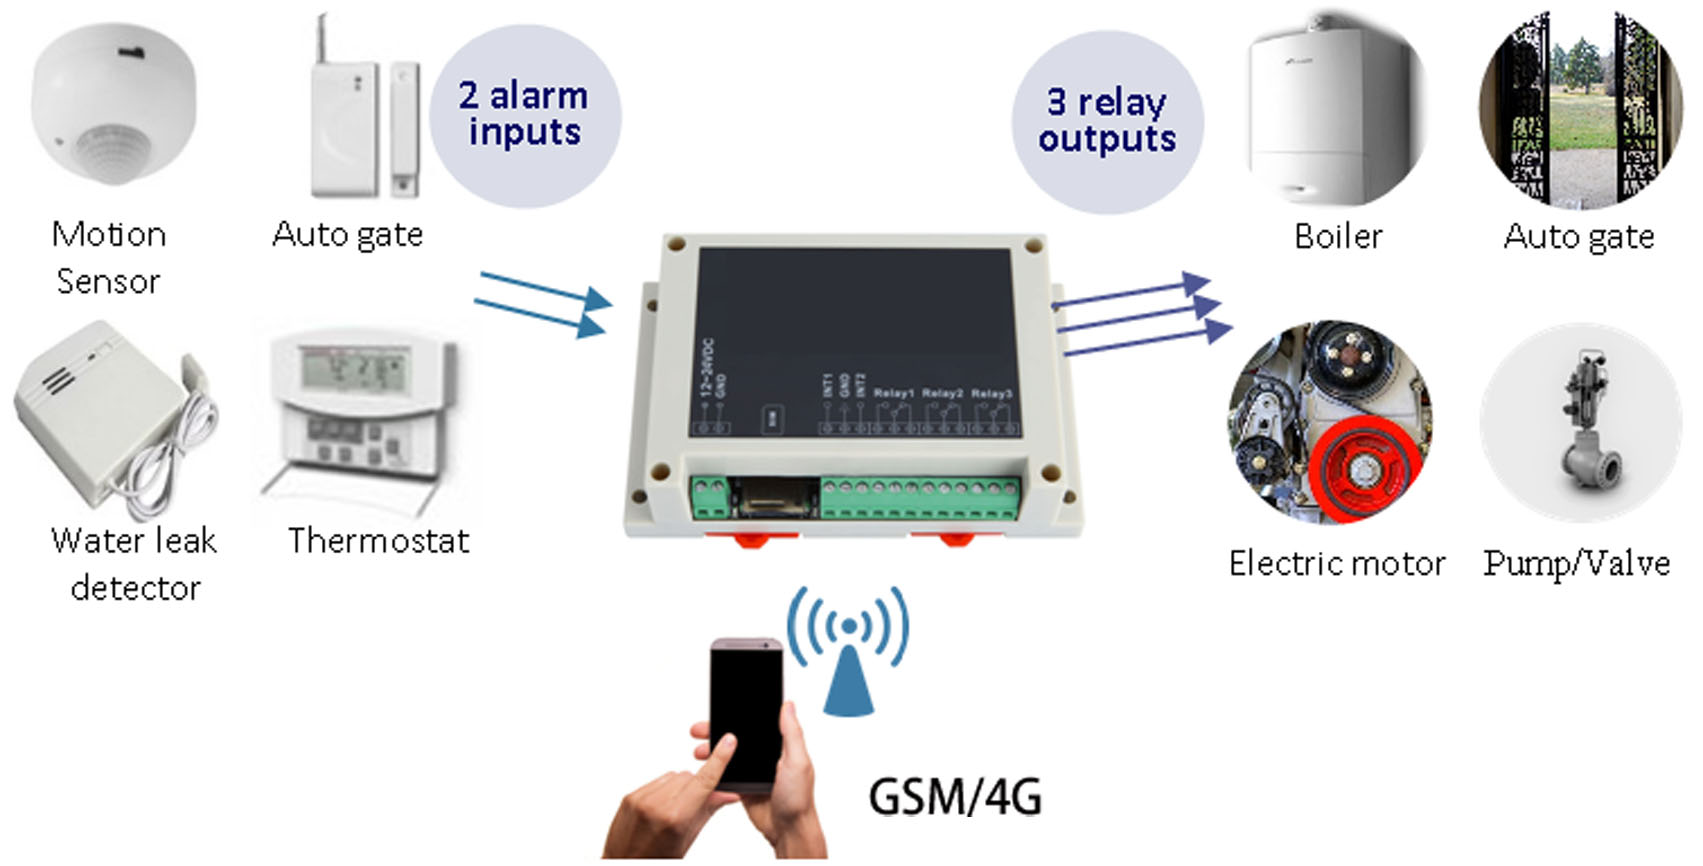 2 alarm
inputs
3 relay
outputs
Motion
Sensor
Auto gate
Boiler
Auto gate
12~24VDC
GND
SIM
INT1
GND
INT2
Relay1
Relay2
Relay3
Water leak
detector
Thermostat
Electric motor
Pump/Valve
GSM/4G